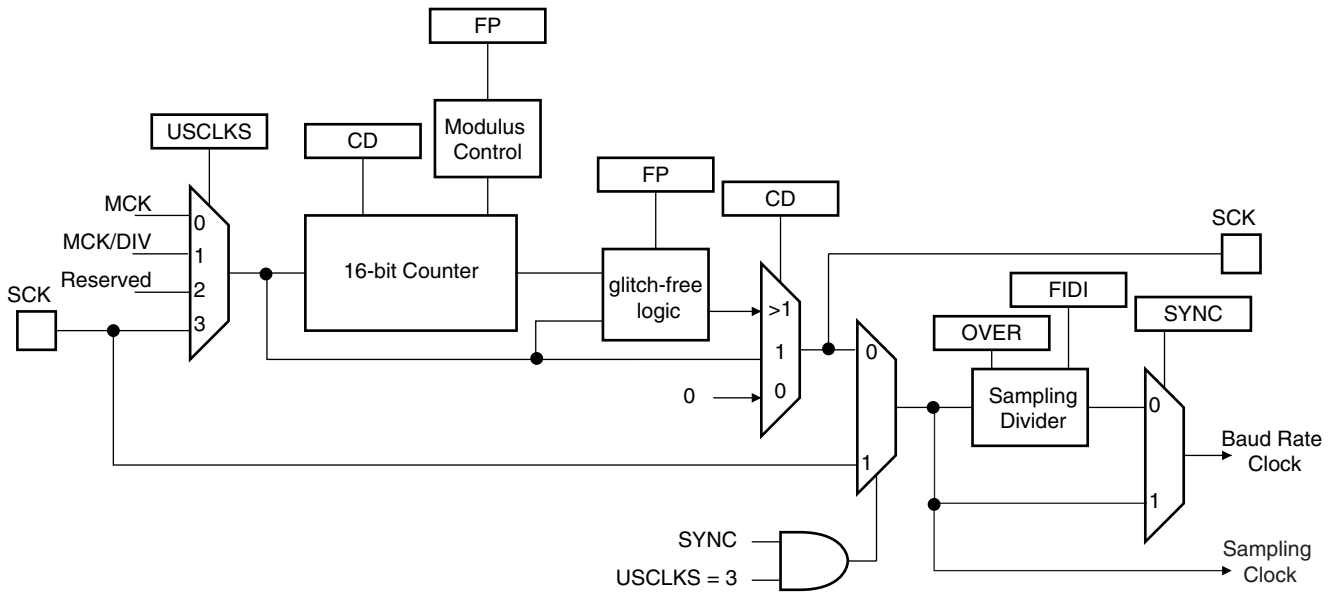 FP
Modulus
Control
USCLKS
CD
FP
CD
MCK
0
MCK/DIV
1
Reserved
2
SCK
3
16-bit Counter
glitch-free
logic
>1
1
0
0
SCK
FIDI
OVER
SYNC
0
1
Sampling
Divider
0
1
Baud Rate
Clock
SYNC
USCLKS = 3
Sampling
Clock